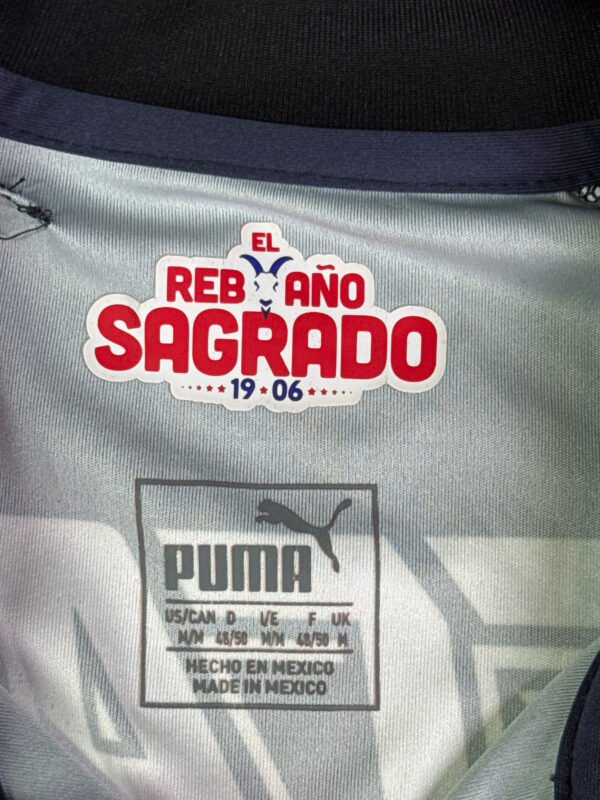 EL
REBAÑO
SAGRADO
19 06
PUMA
US/CAN D I/E F UK
M/M 48/50 M/M 48/50 M
HECHO EN MEXICO
MADE IN MEXICO